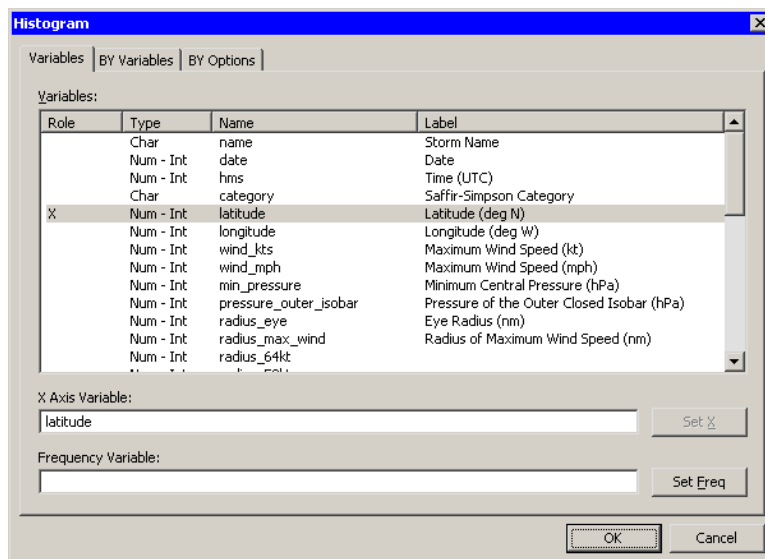 Histogram
Variables BY Variables BY Options
Variables:
Role Type Name Label
Char name Storm Name
Num - Int date Date
Num - Int hms Time (UTC)
Char category Saffir-Simpson Category
X Num - Int latitude Latitude (deg N)
Num - Int longitude Longitude (deg W)
Num - Int wind_kts Maximum Wind Speed (kt)
Num - Int wind_mph Maximum Wind Speed (mph)
Num - Int min_pressure Minimum Central Pressure (hPa)
Num - Int pressure_outer_isobar Pressure of the Outer Closed Isobar (hPa)
Num - Int radius_eye Eye Radius (nm)
Num - Int radius_max_wind Radius of Maximum Wind Speed (nm)
Num - Int radius_64kt
X Axis Variable:
latitude Set X
Frequency Variable:
Set Freq
OK Cancel